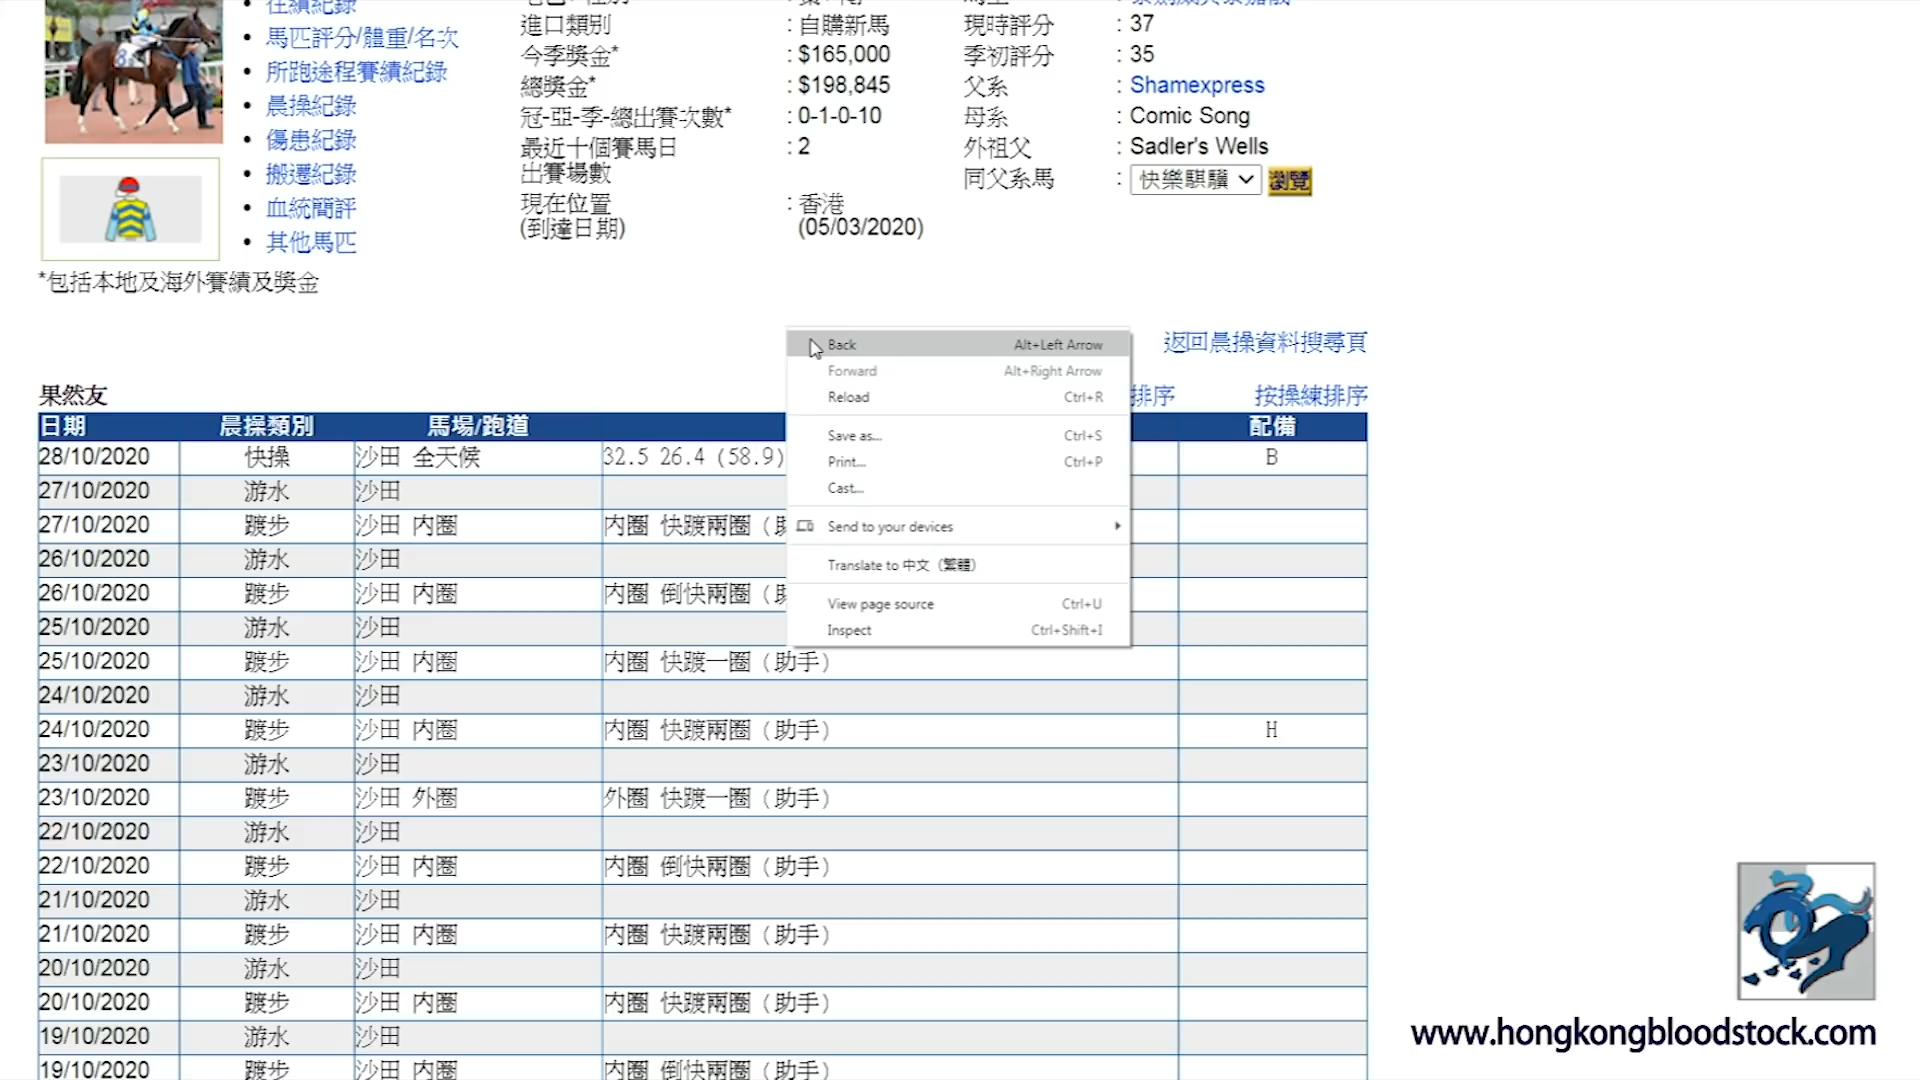 • 往績紀錄
• 馬匹評分/體重/名次
• 所跑途程賽績紀錄
• 晨操紀錄
• 傷患紀錄
• 搬遷紀錄
• 血統簡評
• 其他馬匹
8
進口類別 : 自購新馬
今季獎金* : $165,000
總獎金* : $198,845
冠-亞-季-總出賽次數* : 0-1-0-10
最近十個賽馬日 : 2
出賽場數
現在位置 : 香港
(到達日期) (05/03/2020)
現時評分 : 37
季初評分 : 35
父系 : Shamexpress
母系 : Comic Song
外祖父 : Sadler's Wells
同父系馬 : 快樂騏驥 瀏覽
*包括本地及海外賽績及獎金
返回晨操資料搜尋頁
果然友 排序 按操練排序
日期 晨操類別 馬場/跑道 配備
28/10/2020 快操 沙田 全天候 32.5 26.4 (58.9) B
27/10/2020 游水 沙田
27/10/2020 踱步 沙田 內圈 內圈 快踱兩圈 (
26/10/2020 游水 沙田
26/10/2020 踱步 沙田 內圈 內圈 倒快兩圈 (
25/10/2020 游水 沙田
25/10/2020 踱步 沙田 內圈 內圈 快踱一圈 (助手)
24/10/2020 游水 沙田
24/10/2020 踱步 沙田 內圈 內圈 快踱兩圈 (助手) H
23/10/2020 游水 沙田
23/10/2020 踱步 沙田 外圈 外圈 快踱一圈 (助手)
22/10/2020 游水 沙田
22/10/2020 踱步 沙田 內圈 內圈 倒快兩圈 (助手)
21/10/2020 游水 沙田
21/10/2020 踱步 沙田 內圈 內圈 快踱兩圈 (助手)
20/10/2020 游水 沙田
20/10/2020 踱步 沙田 內圈 內圈 快踱兩圈 (助手)
19/10/2020 游水 沙田
19/10/2020 踱步 沙田 內圈 內圈 倒快兩圈 (助手)
Back Alt+Left Arrow
Forward Alt+Right Arrow
Reload Ctrl+R
Save as... Ctrl+S
Print... Ctrl+P
Cast...
Send to your devices
Translate to 中文（繁體）
View page source Ctrl+U
Inspect Ctrl+Shift+I
www.hongkongbloodstock.com